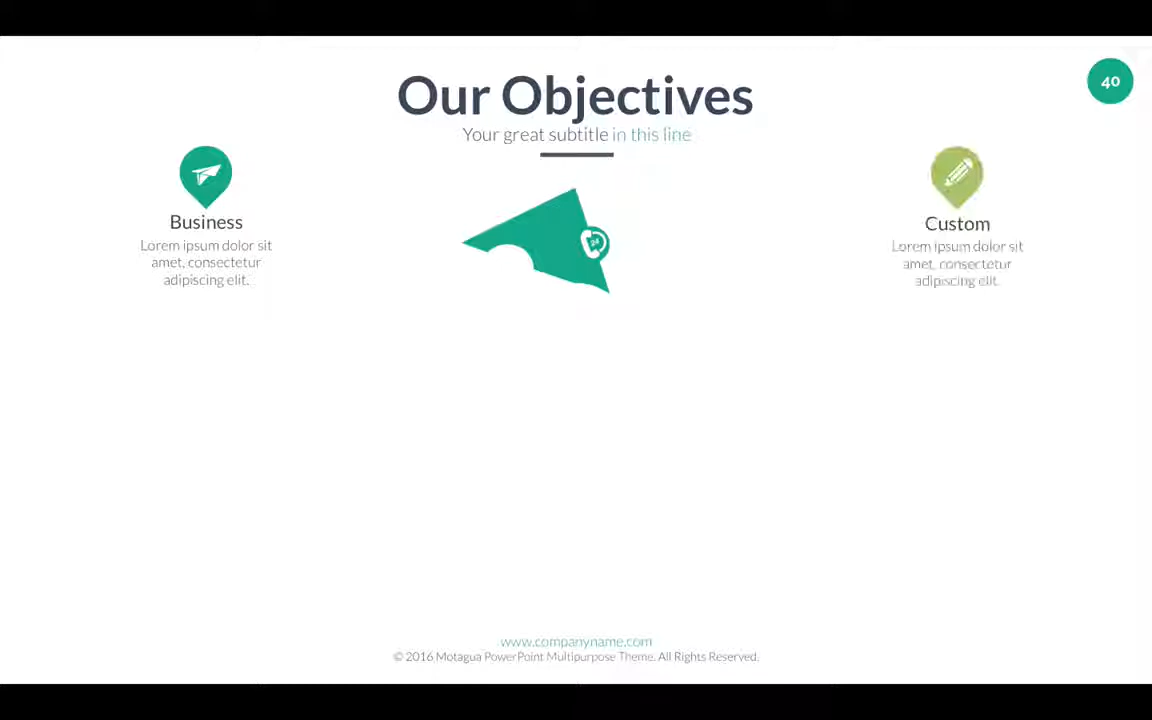 Our Objectives
40
Your great subtitle in this line
Business
Lorem ipsum dolor sit
amet, consectetur
adipiscing elit.
24
Custom
Lorem ipsum dolor sit
amet, consectetur
adipiscing elit.
www.companyname.com
© 2016 Motagua PowerPoint Multipurpose Theme. All Rights Reserved.